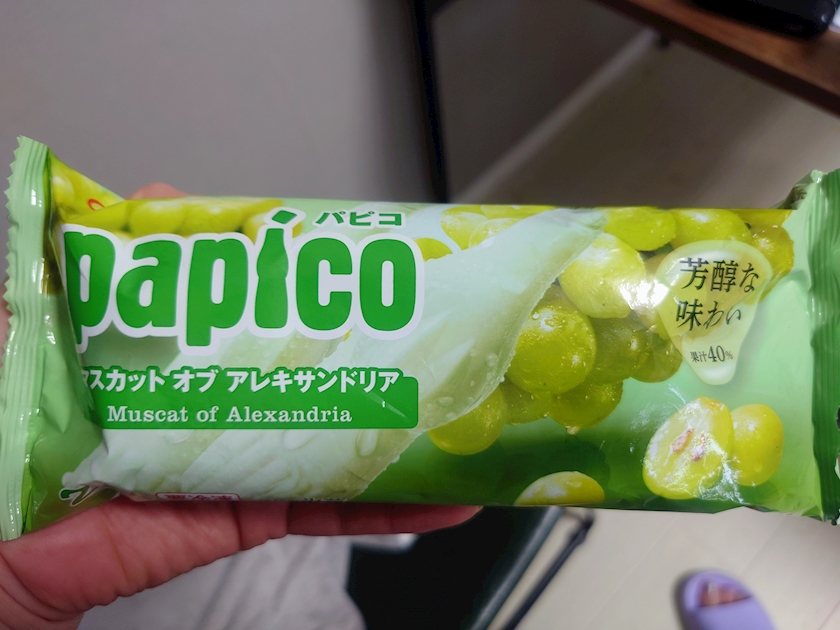 パピコ
papico
マスカット オブ アレキサンドリア
Muscat of Alexandria
芳醇な
味わい
果汁40%